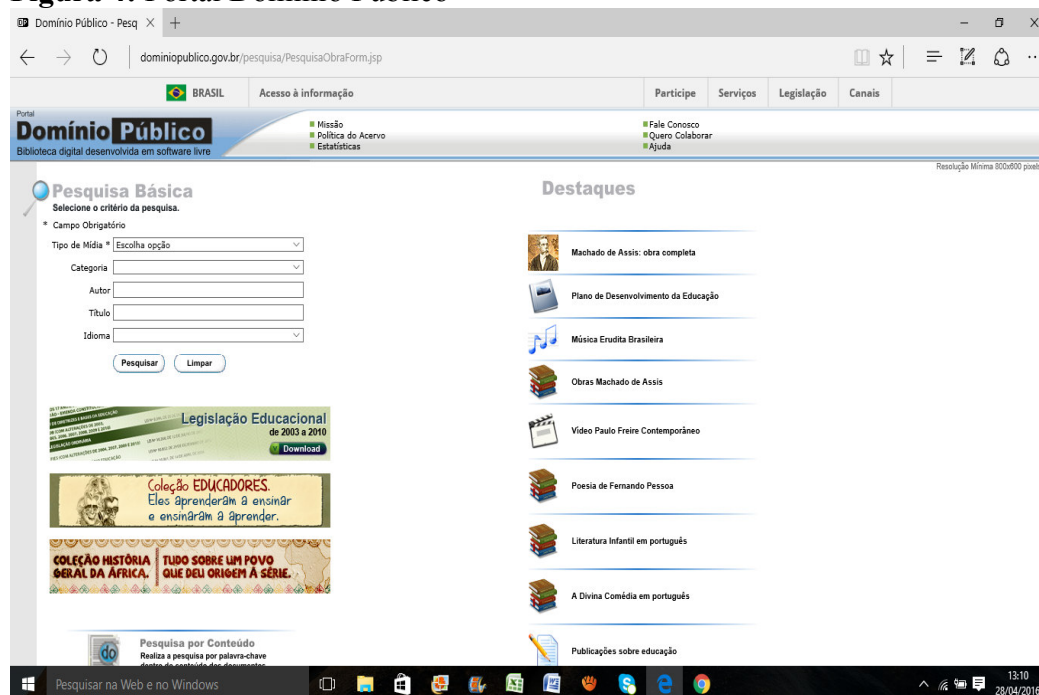 Figura 4: Portal Domínio Público
Domínio Público - Pesq
dominiopublico.gov.br/pesquisa/PesquisaObraForm.jsp
BRASIL Acesso à informação Participe Serviços Legislação Canais
Portal
Domínio Público
Biblioteca digital desenvolvida em software livre
Missão
Política do Acervo
Estatísticas
Fale Conosco
Quero Colaborar
Ajuda
Resolução Mínima 800x600 pixels
Pesquisa Básica
Selecione o critério da pesquisa.
* Campo Obrigatório
Tipo de Mídia * Escolha opção
Categoria
Autor
Título
Idioma
Pesquisar Limpar
Legislação Educacional
de 2003 a 2010
Download
Coleção EDUCADORES.
Eles aprenderam a ensinar
e ensinaram a aprender.
COLEÇÃO HISTÓRIA
GERAL DA ÁFRICA.
TUDO SOBRE UM POVO
QUE DEU ORIGEM À SÉRIE.
Pesquisa por Conteúdo
Realiza a pesquisa por palavra-chave
dentro do conteúdo dos documentos
Destaques
Machado de Assis: obra completa
Plano de Desenvolvimento da Educação
Música Erudita Brasileira
Obras Machado de Assis
Video Paulo Freire Contemporâneo
Poesia de Fernando Pessoa
Literatura Infantil em português
A Divina Comédia em português
Publicações sobre educação
Pesquisar na Web e no Windows
13:10
28/04/2016